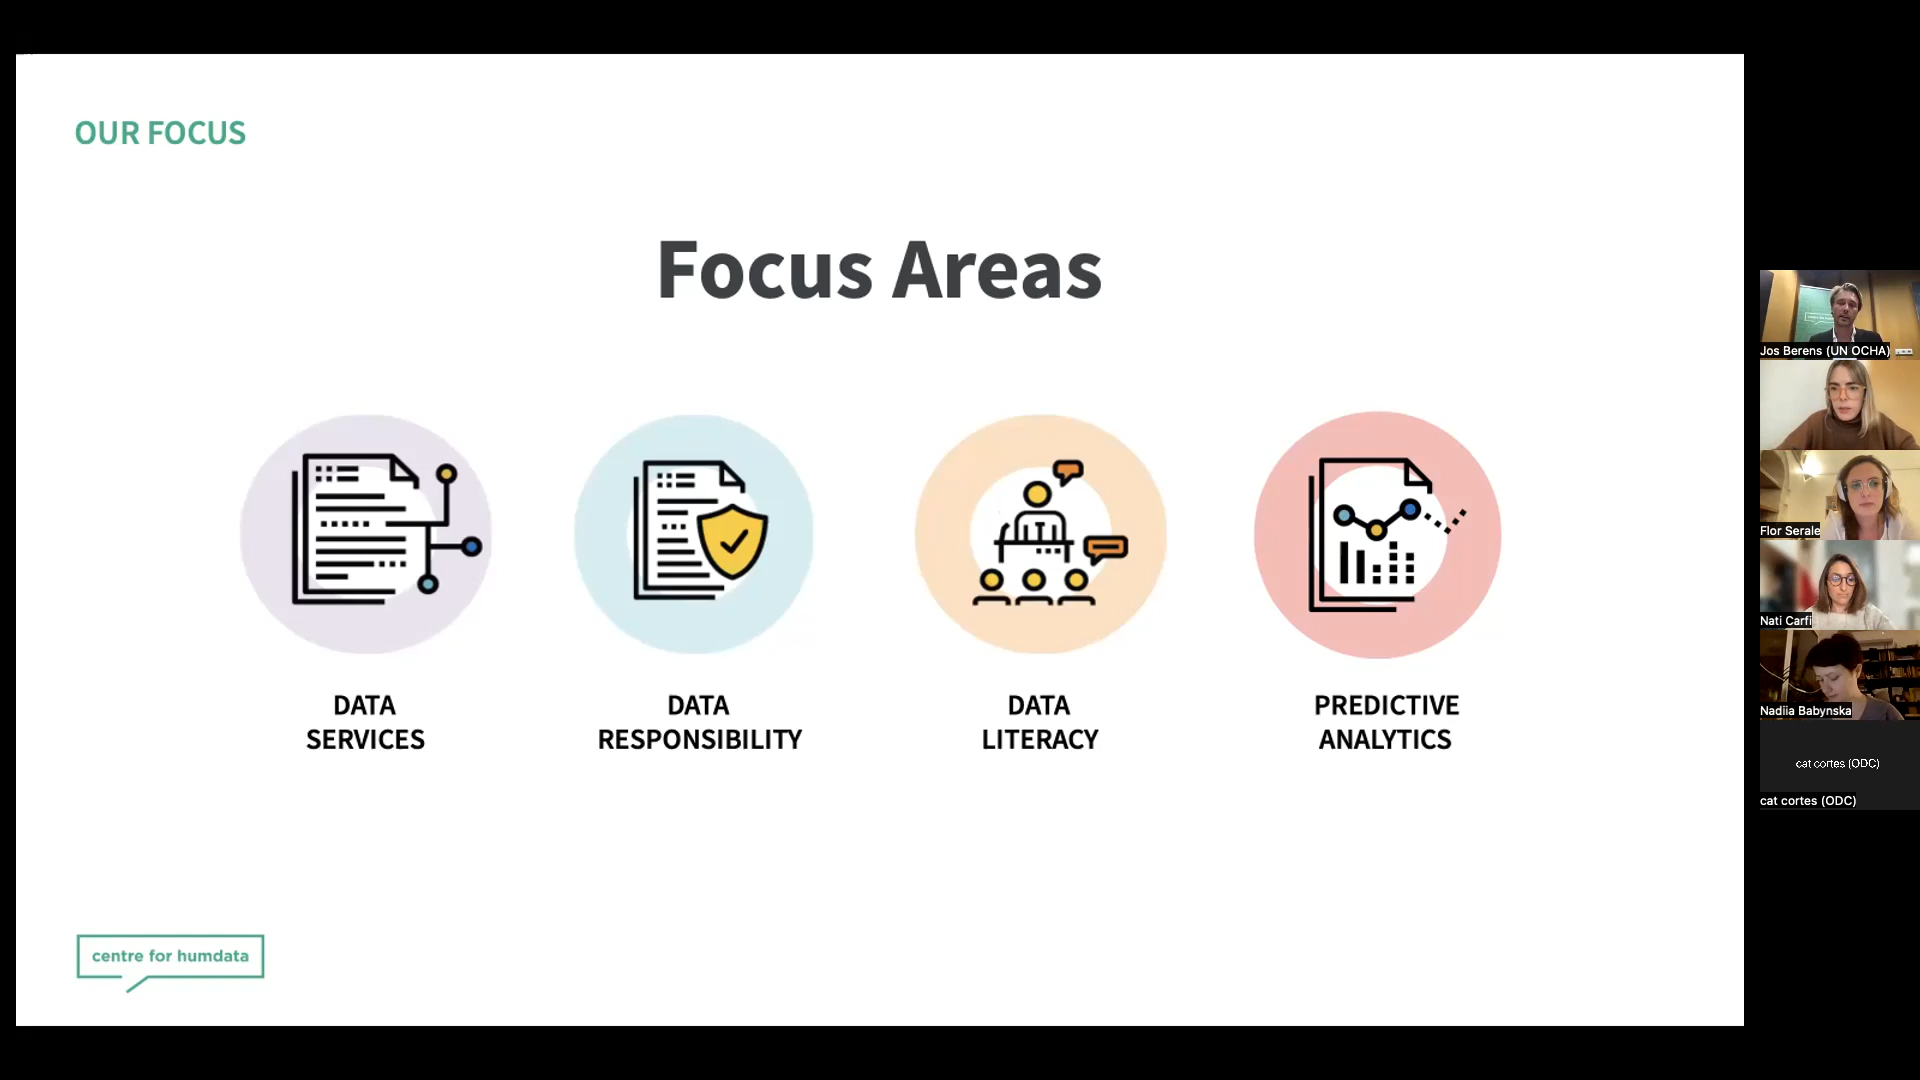 OUR FOCUS
Focus Areas
DATA
SERVICES
DATA
RESPONSIBILITY
DATA
LITERACY
PREDICTIVE
ANALYTICS
centre for humdata
Jos Berens (UN OCHA)
Flor Serale
Nati Carfi
Nadiia Babynska
cat cortes (ODC)
cat cortes (ODC)